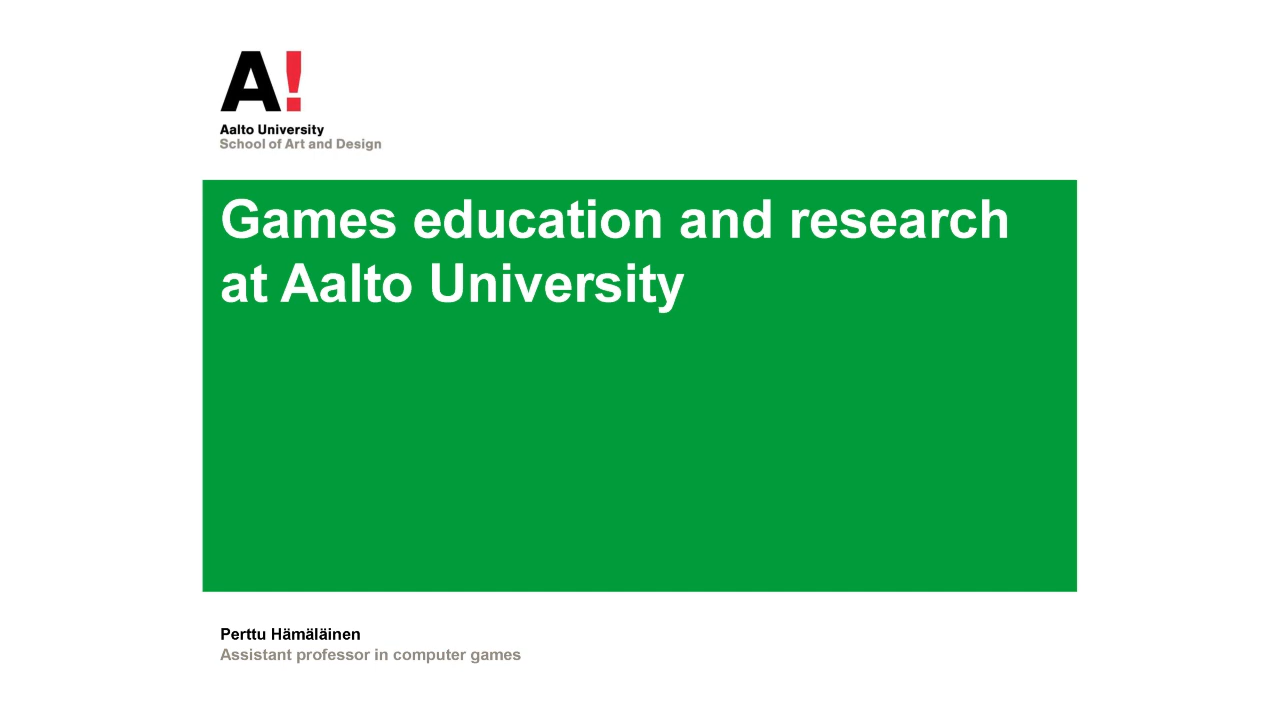 A!
Aalto University
School of Art and Design
Games education and research
at Aalto University
Perttu Hämäläinen
Assistant professor in computer games